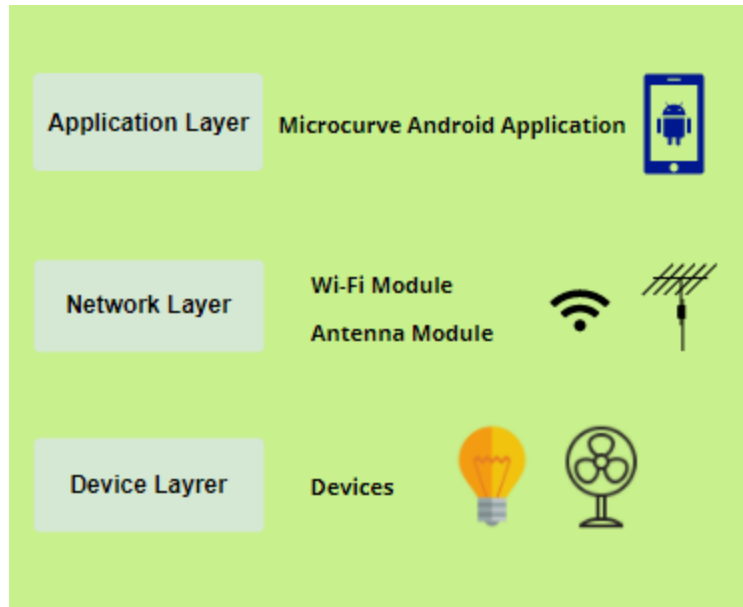 Application Layer
Microcurve Android Application
Network Layer
Wi-Fi Module
Antenna Module
Device Layrer
Devices